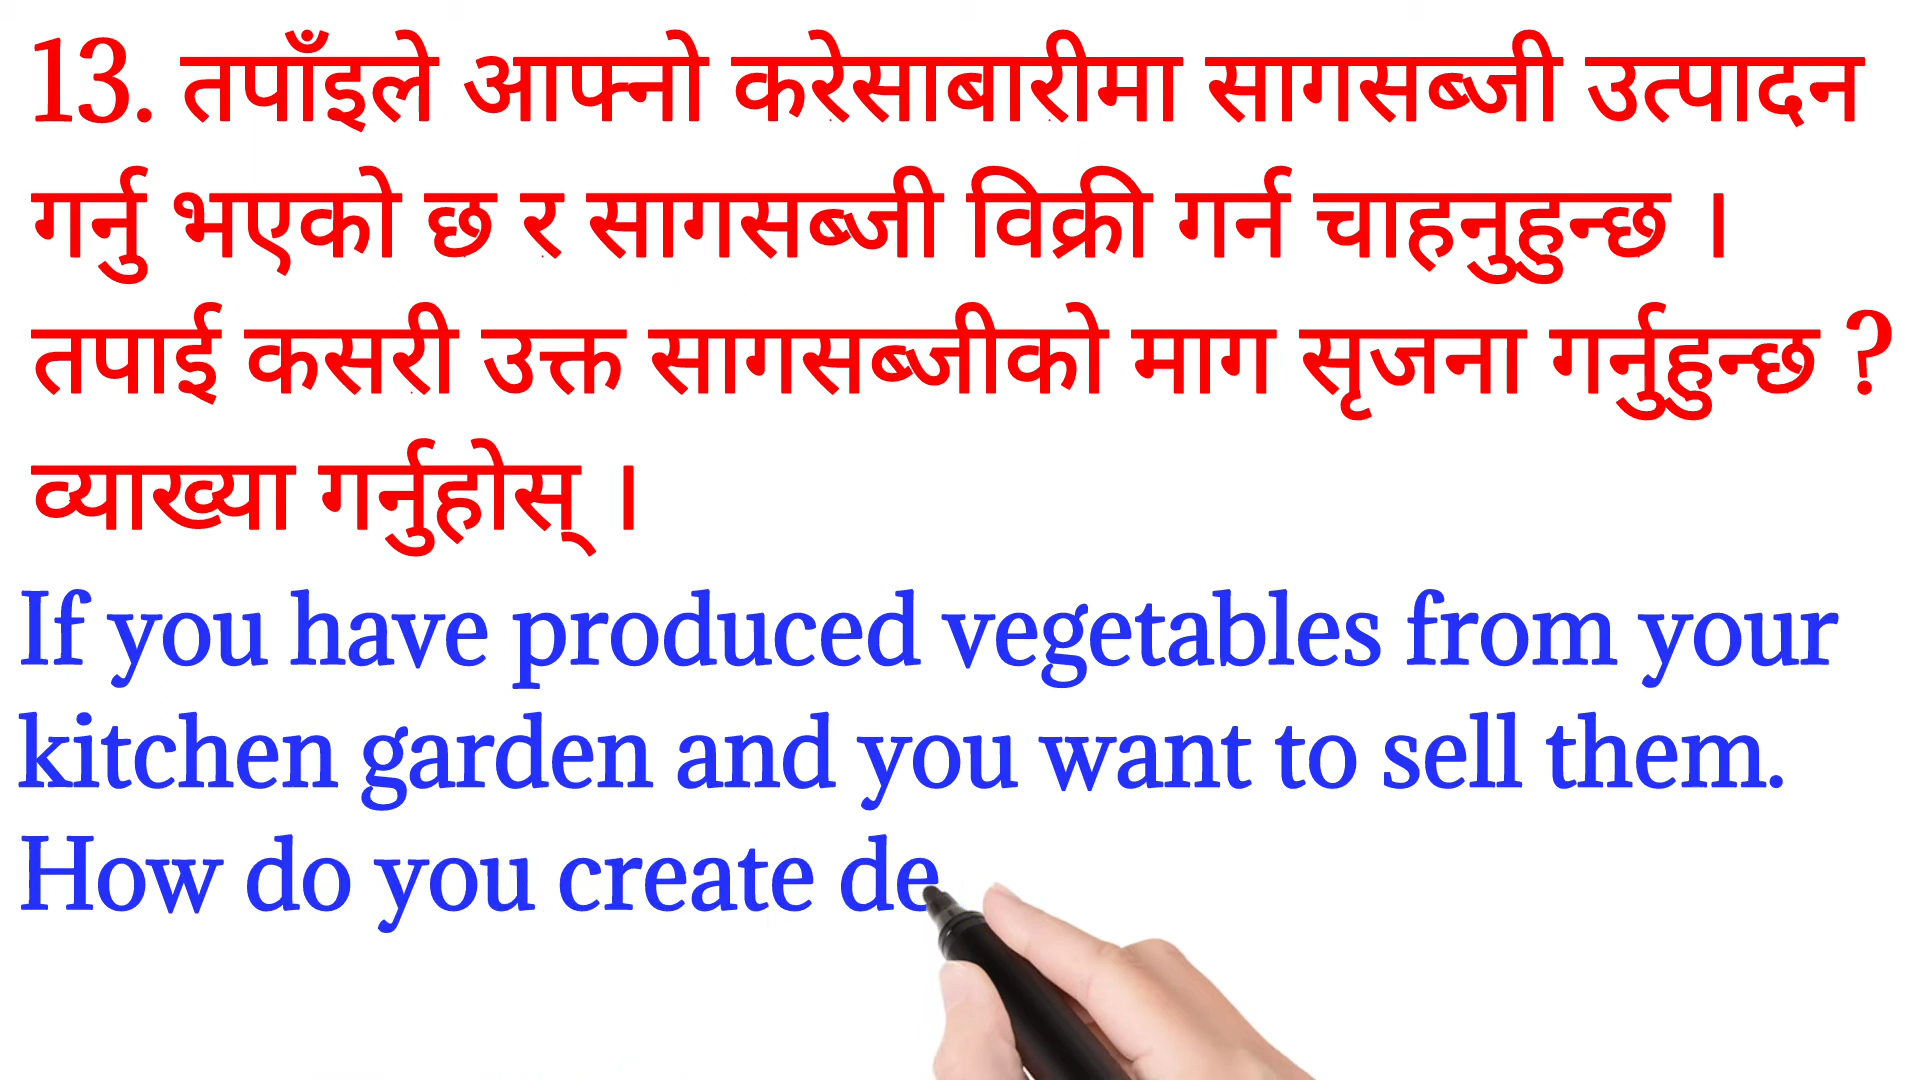 13. तपाँइले आफ्नो करेसाबारीमा सागसब्जी उत्पादन
गर्नु भएको छ र सागसब्जी विक्री गर्न चाहनुहुन्छ ।
तपाई कसरी उक्त सागसब्जीको माग सृजना गर्नुहुन्छ ?
व्याख्या गर्नुहोस् ।
If you have produced vegetables from your
kitchen garden and you want to sell them.
How do you create de